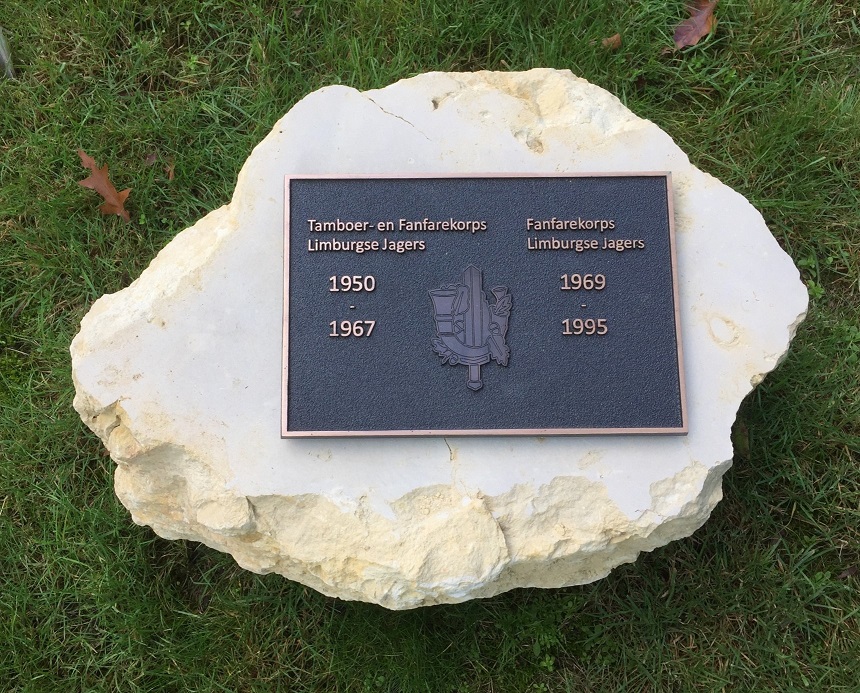 Tamboer- en Fanfarekorps
Limburgse Jagers
1950
-
1967
Fanfarekorps
Limburgse Jagers
1969
-
1995